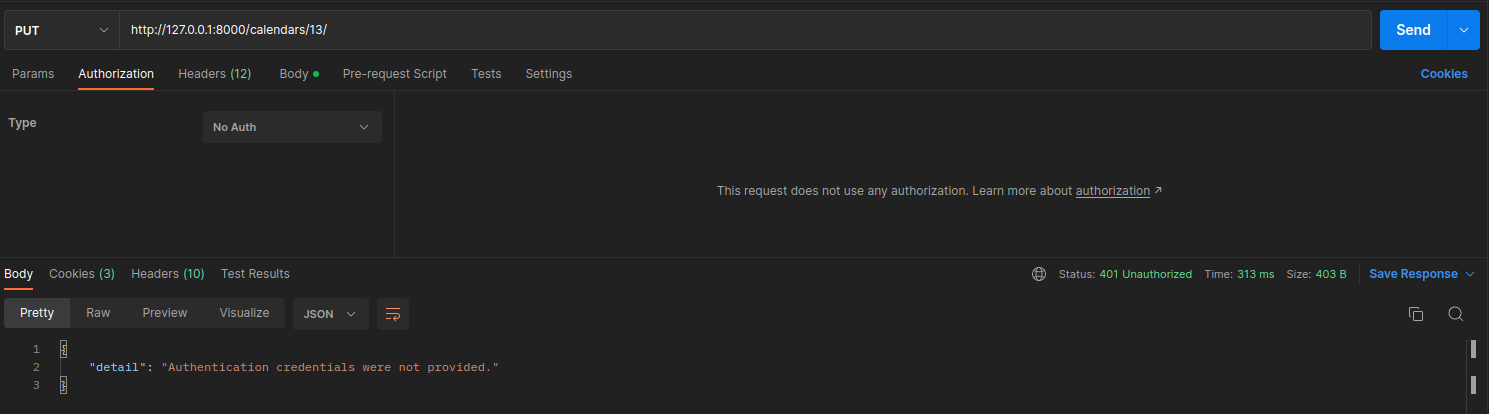 PUT http://127.0.0.1:8000/calendars/13/ Send
Params Authorization Headers (12) Body Pre-request Script Tests Settings Cookies
Type No Auth
This request does not use any authorization. Learn more about authorization ↗
Body Cookies (3) Headers (10) Test Results Status: 401 Unauthorized Time: 313 ms Size: 403 B Save Response
Pretty Raw Preview Visualize JSON
1 {
2 "detail": "Authentication credentials were not provided."
3 }